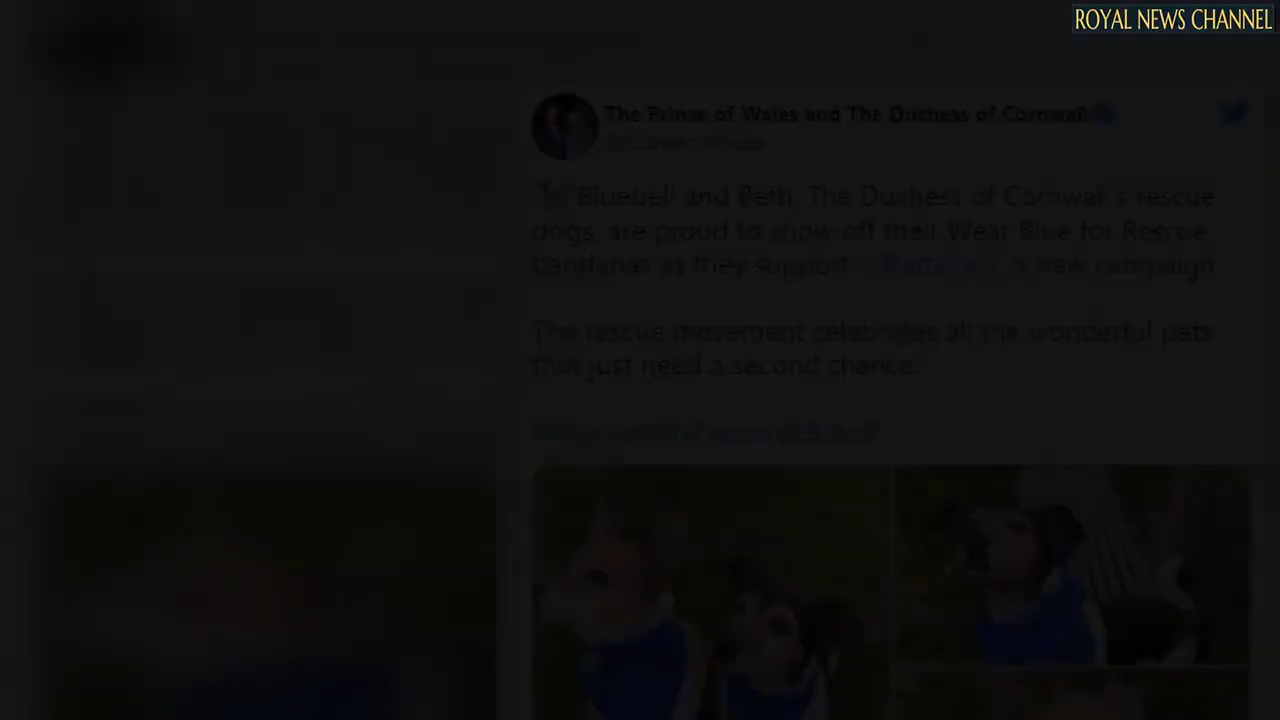 ROYAL NEWS CHANNEL
The Prince of Wales and The Duchess of Cornwall
Bluebell and Beth, The Duchess of Cornwall's rescue
dogs, are proud to show off their Wear Blue for Rescue
bandanas as they support 's new campaign
The rescue movement celebrates all the wonderful pets
that just need a second chance.